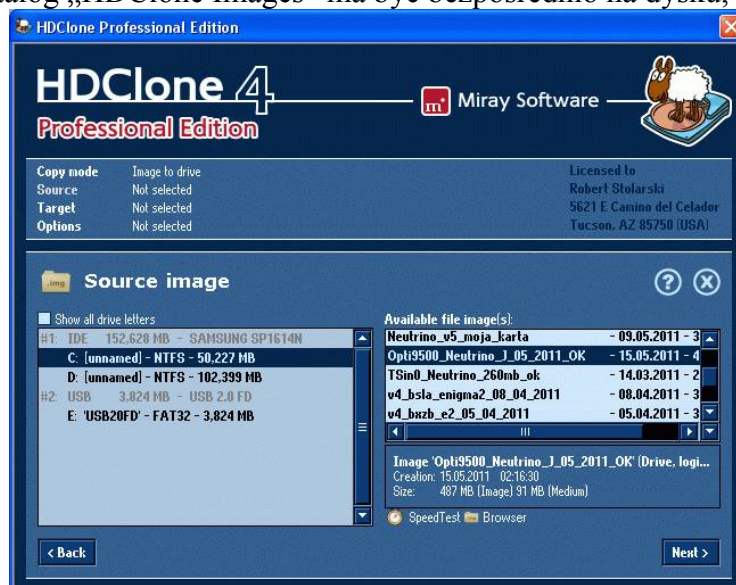 „HDClone Images" ma być bezpośrednio na dysku,
HDClone Professional Edition
HDClone 4
Professional Edition
m Miray Software
Copy mode Image to drive
Source Not selected
Target Not selected
Options Not selected
Licensed to
Robert Stolarski
5621 E Camino del Celador
Tucson, AZ 85750 (USA)
.img Source image
Show all drive letters
#1: IDE 152,628 MB - SAMSUNG SP1614N
C: [unnamed] - NTFS - 50,227 MB
D: [unnamed] - NTFS - 102,399 MB
#2: USB 3,824 MB - USB 2.0 FD
E: 'USB20FD' - FAT32 - 3,824 MB
Available file image(s):
Neutrino_v5_moja_karta - 09.05.2011 - 3
Opti9500_Neutrino_J_05_2011_OK - 15.05.2011 - 4
TSin0_Neutrino_260mb_ok - 14.03.2011 - 2
v4_bsla_enigma2_08_04_2011 - 08.04.2011 - 3
v4_bxzb_e2_05_04_2011 - 05.04.2011 - 3
Image 'Opti9500_Neutrino_J_05_2011_OK' (Drive, logi...
Creation: 15.05.2011 02:16:30
Size: 487 MB (Image) 91 MB (Medium)
SpeedTest Browser
< Back
Next >